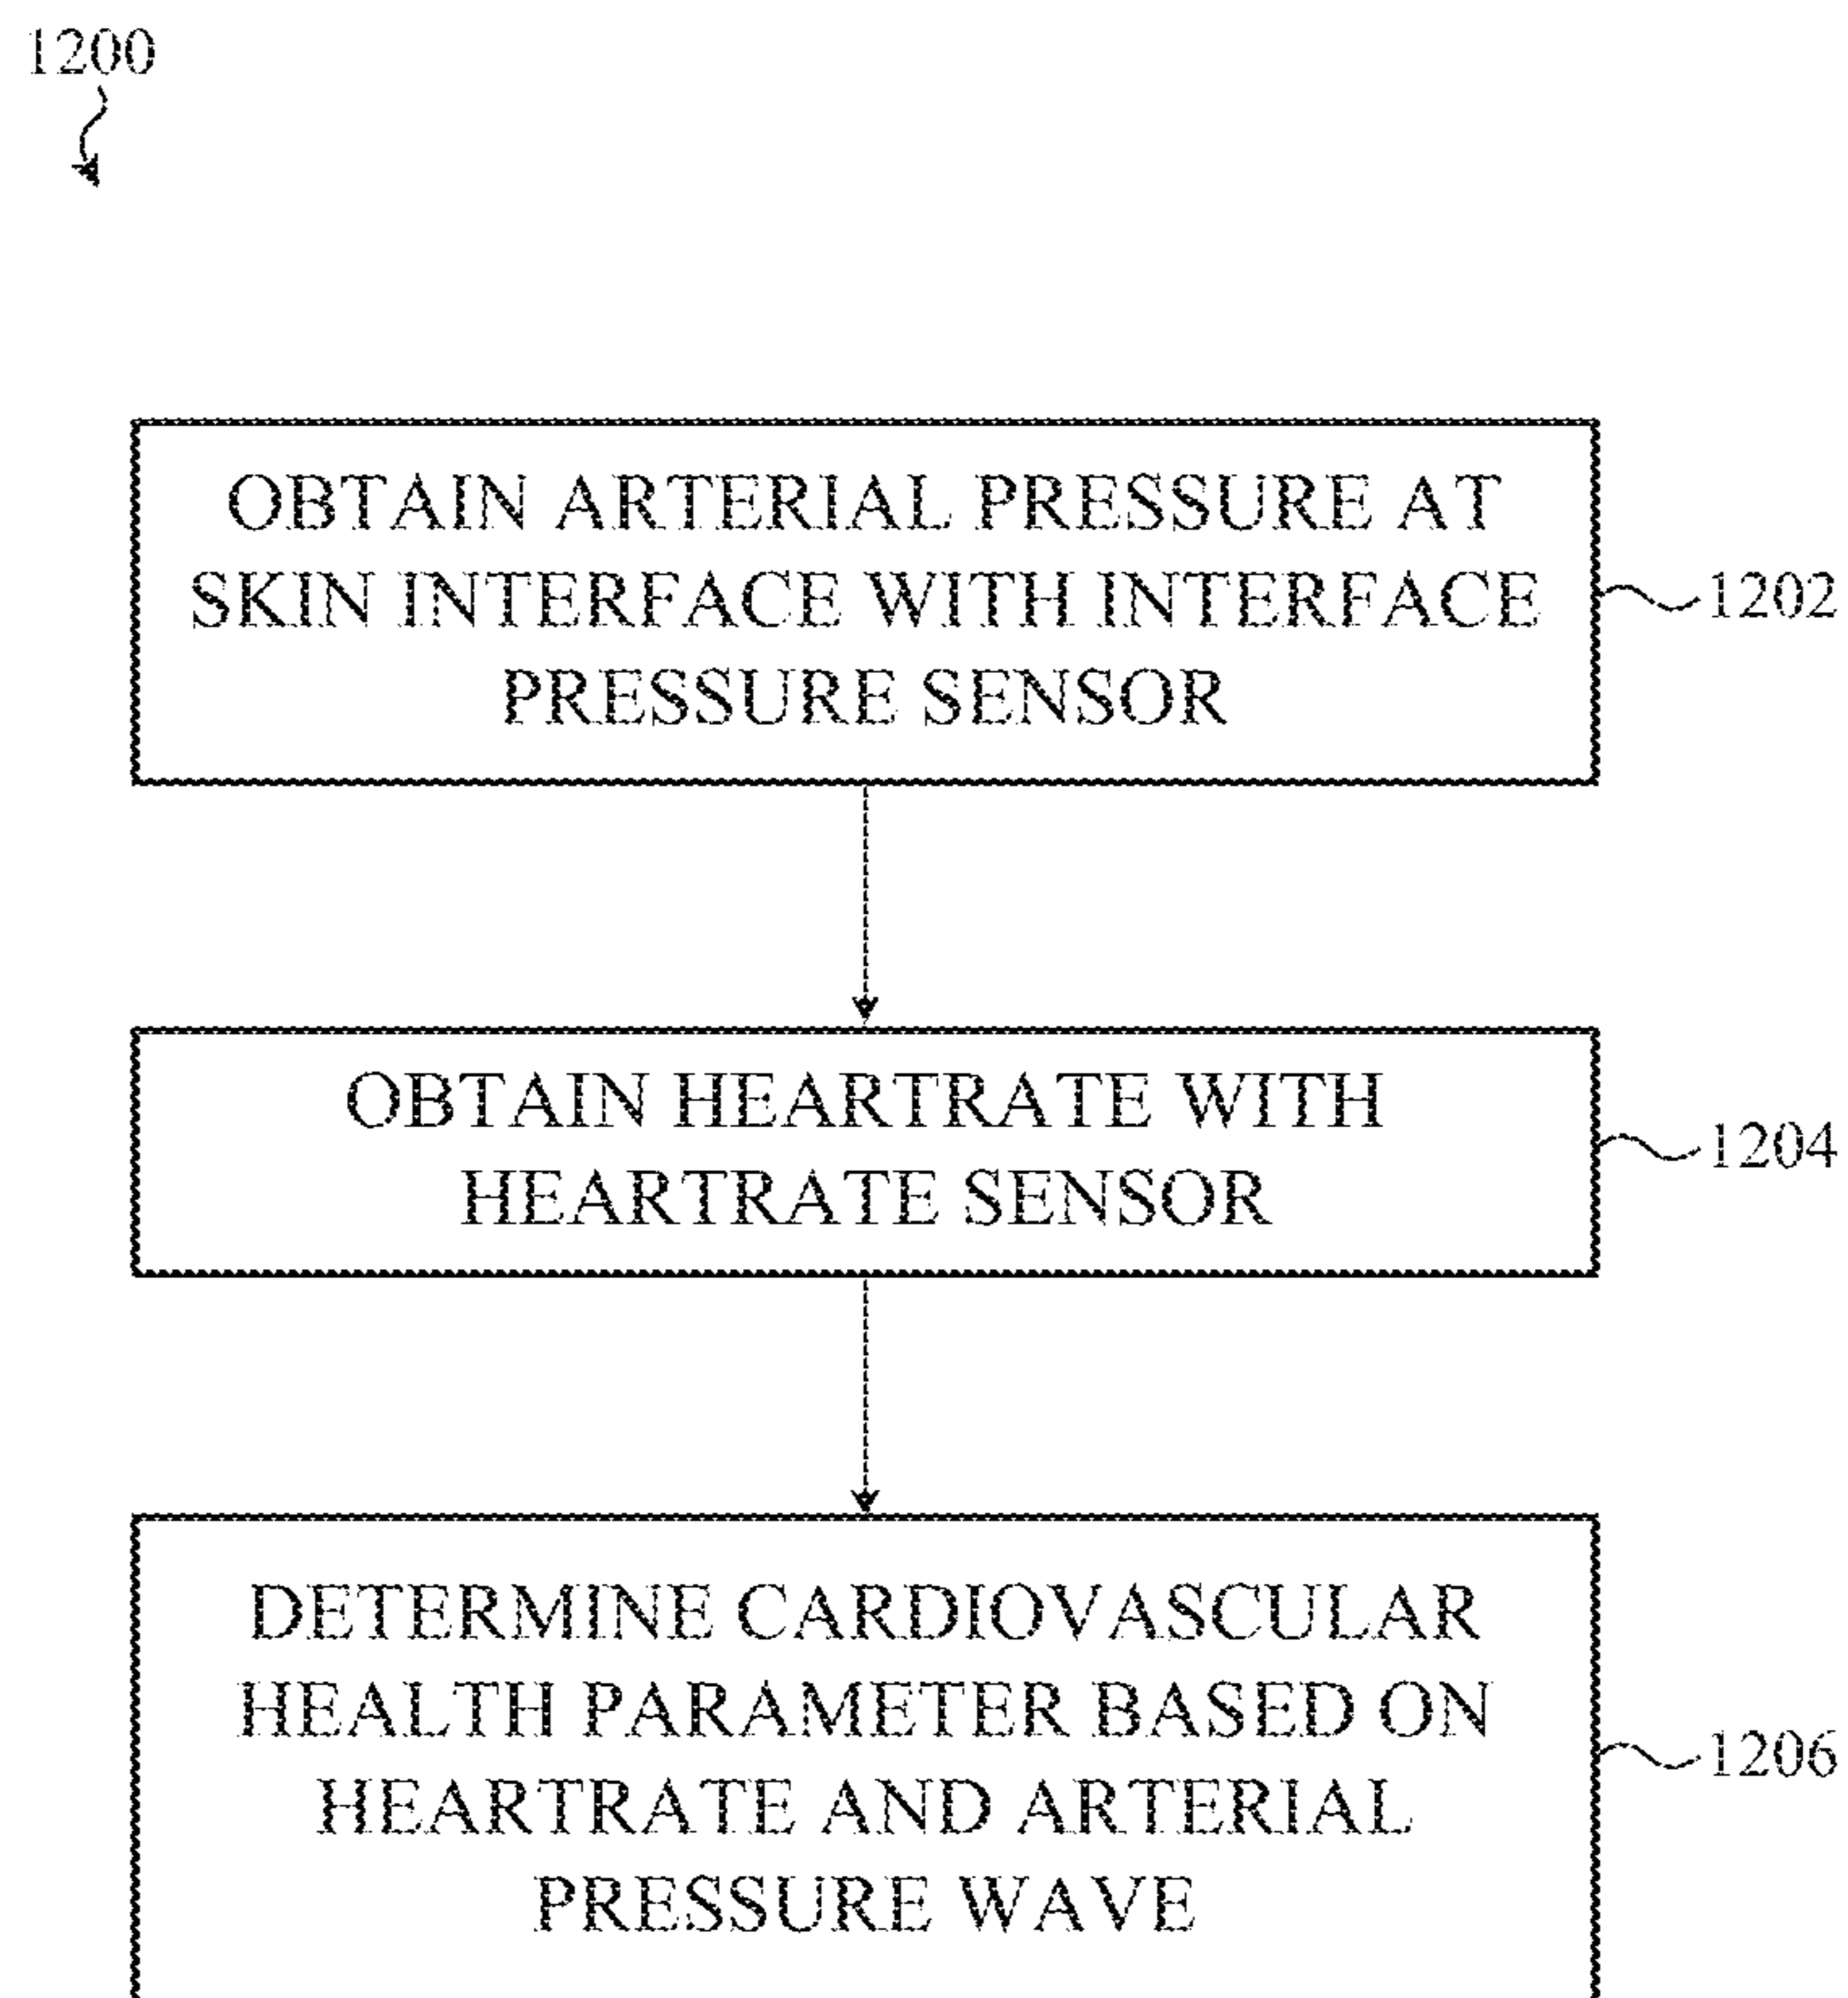 1200
OBTAIN ARTERIAL PRESSURE AT
SKIN INTERFACE WITH INTERFACE
PRESSURE SENSOR
1202
OBTAIN HEARTRATE WITH
HEARTRATE SENSOR
1204
DETERMINE CARDIOVASCULAR
HEALTH PARAMETER BASED ON
HEARTRATE AND ARTERIAL
PRESSURE WAVE
1206